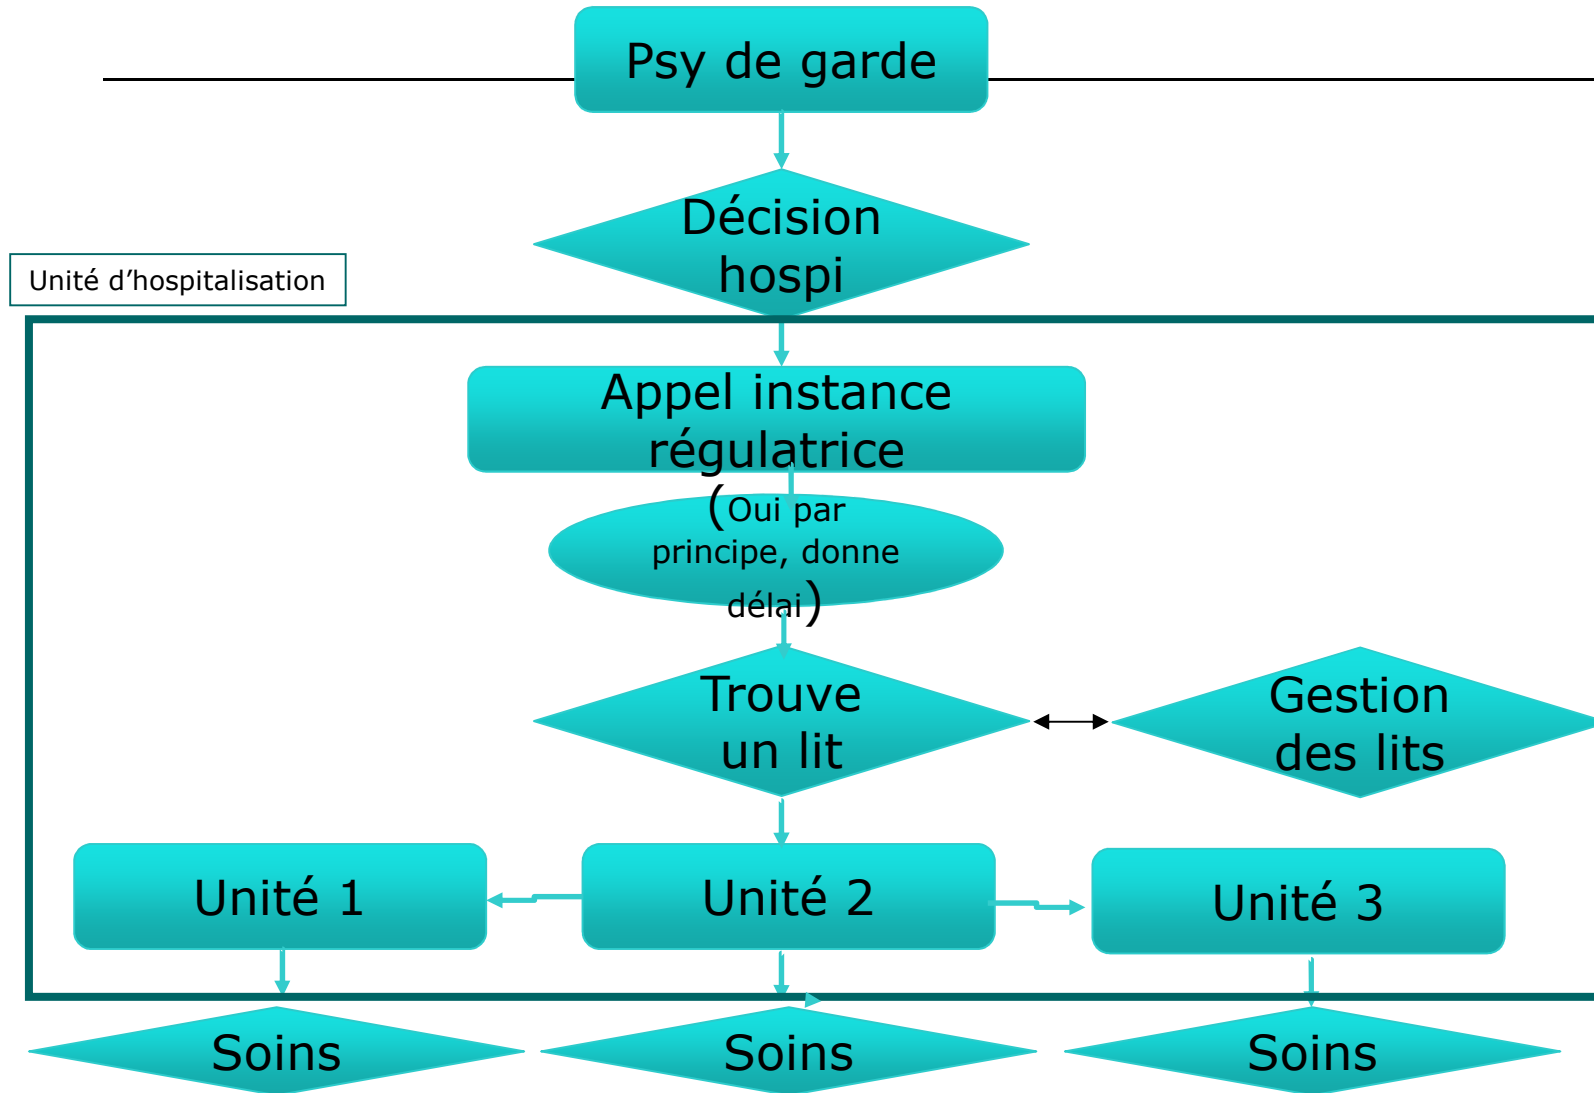 Psy de garde
Décision
hospi
Unité d’hospitalisation
Appel instance
régulatrice
(Oui par
principe, donne
délai)
Trouve
un lit
Gestion
des lits
Unité 1
Unité 2
Unité 3
Soins
Soins
Soins